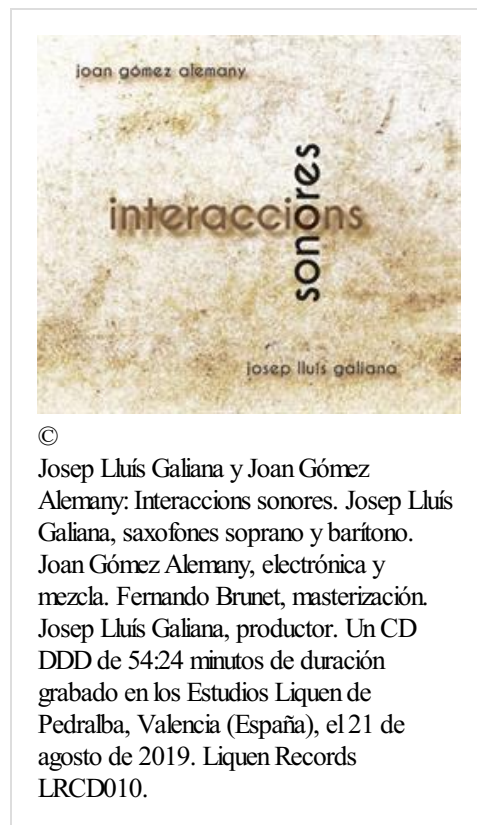 joan gómez alemany
interaccions
sonores
josep lluís galiana
©
Josep Lluís Galiana y Joan Gómez
Alemany: Interaccions sonores. Josep Lluís
Galiana, saxofones soprano y barítono.
Joan Gómez Alemany, electrónica y
mezcla. Fernando Brunet, masterización.
Josep Lluís Galiana, productor. Un CD
DDD de 54:24 minutos de duración
grabado en los Estudios Liquen de
Pedralba, Valencia (España), el 21 de
agosto de 2019. Liquen Records
LRCD010.